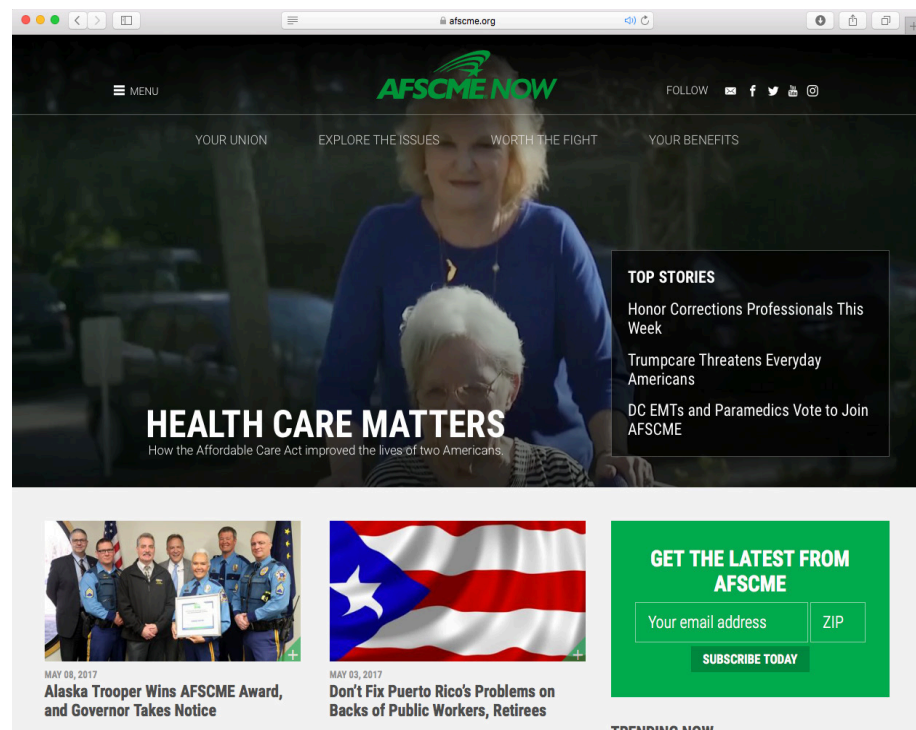 afscme.org
MENU
AFSCME NOW
FOLLOW
YOUR UNION
EXPLORE THE ISSUES
WORTH THE FIGHT
YOUR BENEFITS
TOP STORIES
Honor Corrections Professionals This
Week
Trumpcare Threatens Everyday
Americans
DC EMTs and Paramedics Vote to Join
AFSCME
HEALTH CARE MATTERS
How the Affordable Care Act improved the lives of two Americans.
MAY 08, 2017
Alaska Trooper Wins AFSCME Award,
and Governor Takes Notice
MAY 03, 2017
Don't Fix Puerto Rico's Problems on
Backs of Public Workers, Retirees
GET THE LATEST FROM
AFSCME
Your email address
ZIP
SUBSCRIBE TODAY
TRENDING NOW